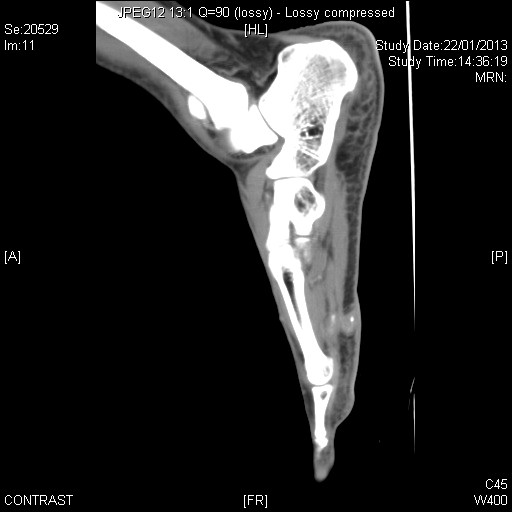 JPEG12 13:1 Q=90 (lossy) - Lossy compressed
Se:20529
[HL]
Im:11
Study Date:22/01/2013
Study Time:14:36:19
MRN:
[A]
[P]
C45
CONTRAST
[FR]
W400